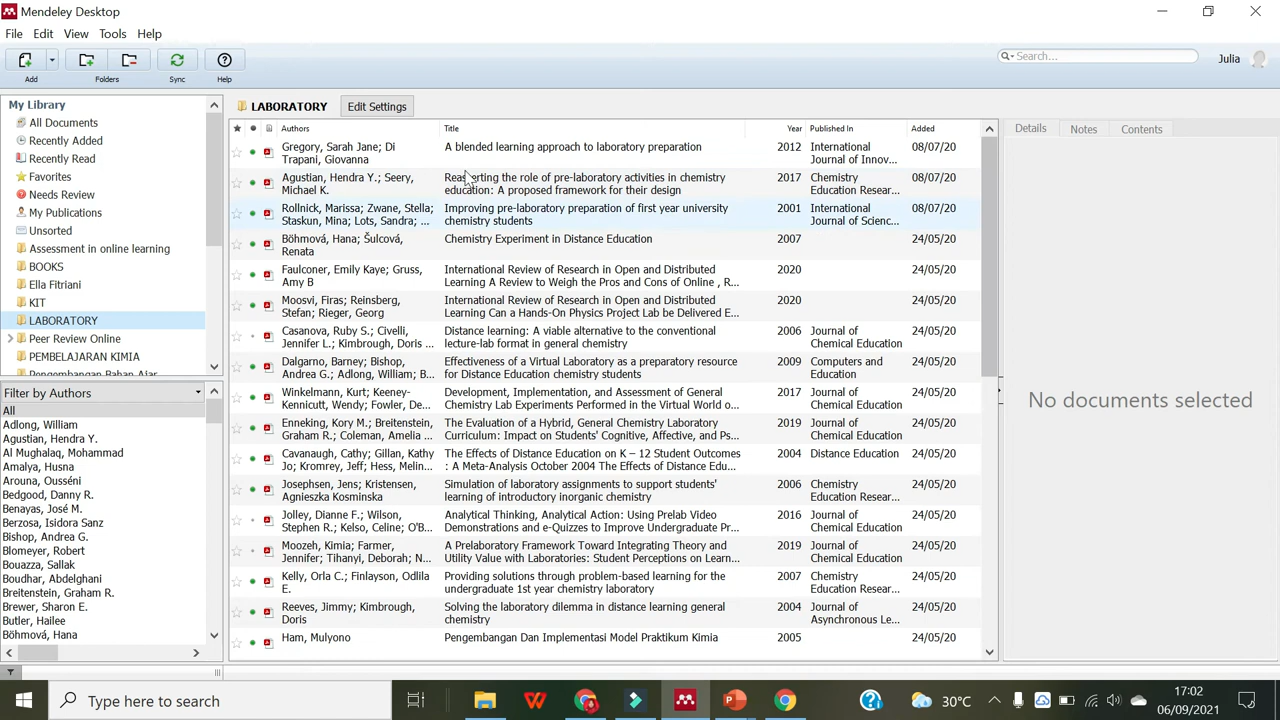 Mendeley Desktop
File Edit View Tools Help
Search...
Julia
Add Folders Sync Help
My Library
All Documents
Recently Added
Recently Read
Favorites
Needs Review
My Publications
Unsorted
Assessment in online learning
BOOKS
Ella Fitriani
KIT
LABORATORY
Peer Review Online
PEMBELAJARAN KIMIA
Pengembangan Bahan Ajar
Filter by Authors
All
Adlong, William
Agustian, Hendra Y.
Al Mughalaq, Mohammad
Amalya, Husna
Arouna, Ousséni
Bedgood, Danny R.
Benayas, José M.
Berzosa, Isidora Sanz
Bishop, Andrea G.
Blomeyer, Robert
Bouazza, Sallak
Boudhar, Abdelghani
Breitenstein, Graham R.
Brewer, Sharon E.
Butler, Hailee
Böhmová, Hana
LABORATORY Edit Settings
Authors Title Year Published In Added
Gregory, Sarah Jane; Di A blended learning approach to laboratory preparation 2012 International 08/07/20
Trapani, Giovanna Journal of Innov...
Agustian, Hendra Y.; Seery, Reasserting the role of pre-laboratory activities in chemistry 2017 Chemistry 08/07/20
Michael K. education: A proposed framework for their design Education Resear...
Rollnick, Marissa; Zwane, Stella; Improving pre-laboratory preparation of first year university 2001 International 08/07/20
Staskun, Mina; Lots, Sandra; ... chemistry students Journal of Scienc...
Böhmová, Hana; Šulcová, Chemistry Experiment in Distance Education 2007 24/05/20
Renata
Faulconer, Emily Kaye; Gruss, International Review of Research in Open and Distributed 2020 24/05/20
Amy B Learning A Review to Weigh the Pros and Cons of Online , R...
Moosvi, Firas; Reinsberg, International Review of Research in Open and Distributed 2020 24/05/20
Stefan; Rieger, Georg Learning Can a Hands-On Physics Project Lab be Delivered E...
Casanova, Ruby S.; Civelli, Distance learning: A viable alternative to the conventional 2006 Journal of 24/05/20
Jennifer L.; Kimbrough, Doris ... lecture-lab format in general chemistry Chemical Education
Dalgarno, Barney; Bishop, Effectiveness of a Virtual Laboratory as a preparatory resource 2009 Computers and 24/05/20
Andrea G.; Adlong, William; B... for Distance Education chemistry students Education
Winkelmann, Kurt; Keeney- Development, Implementation, and Assessment of General 2017 Journal of 24/05/20
Kennicutt, Wendy; Fowler, De... Chemistry Lab Experiments Performed in the Virtual World o... Chemical Education
Enneking, Kory M.; Breitenstein, The Evaluation of a Hybrid, General Chemistry Laboratory 2019 Journal of 24/05/20
Graham R.; Coleman, Amelia ... Curriculum: Impact on Students' Cognitive, Affective, and Ps... Chemical Education
Cavanaugh, Cathy; Gillan, Kathy The Effects of Distance Education on K – 12 Student Outcomes 2004 Distance Education 24/05/20
Jo; Kromrey, Jeff; Hess, Melin... : A Meta-Analysis October 2004 The Effects of Distance Edu...
Josephsen, Jens; Kristensen, Simulation of laboratory assignments to support students' 2006 Chemistry 24/05/20
Agnieszka Kosminska learning of introductory inorganic chemistry Education Resear...
Jolley, Dianne F.; Wilson, Analytical Thinking, Analytical Action: Using Prelab Video 2016 Journal of 24/05/20
Stephen R.; Kelso, Celine; O'B... Demonstrations and e-Quizzes to Improve Undergraduate Pr... Chemical Education
Moozeh, Kimia; Farmer, A Prelaboratory Framework Toward Integrating Theory and 2019 Journal of 24/05/20
Jennifer; Tihanyi, Deborah; N... Utility Value with Laboratories: Student Perceptions on Learn... Chemical Education
Kelly, Orla C.; Finlayson, Odlila Providing solutions through problem-based learning for the 2007 Chemistry 24/05/20
E. undergraduate 1st year chemistry laboratory Education Resear...
Reeves, Jimmy; Kimbrough, Solving the laboratory dilemma in distance learning general 2004 Journal of 24/05/20
Doris chemistry Asynchronous Le...
Ham, Mulyono Pengembangan Dan Implementasi Model Praktikum Kimia 2005 24/05/20
Details Notes Contents
No documents selected
Type here to search
30°C
17:02
06/09/2021